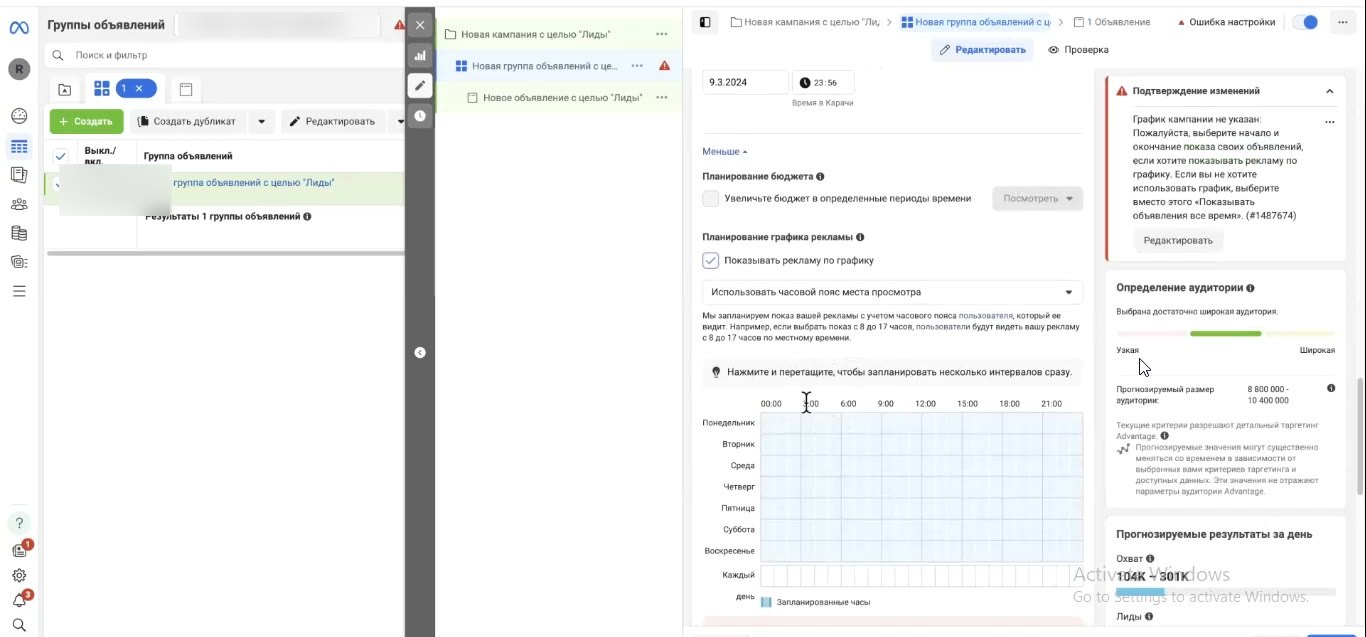 Группы объявлений
R
Поиск и фильтр
1 ×
+ Создать
Создать дубликат
Редактировать
Выкл./
вкл.
Группа объявлений
группа объявлений с целью "Лиды"
Результаты 1 группы объявлений
?
1
3
Новая кампания с целью "Лиды"
Новая группа объявлений с це...
Новое объявление с целью "Лиды"
Новая кампания с целью "Ли,
Новая группа объявлений с ц
1 Объявление
Ошибка настройки
Редактировать
Проверка
9.3.2024
23:56
Время в Карачи
Меньше
Планирование бюджета
Увеличьте бюджет в определенные периоды времени
Посмотреть
Планирование графика рекламы
Показывать рекламу по графику
Использовать часовой пояс места просмотра
Мы запланируем показ вашей рекламы с учетом часового пояса пользователя, который ее
видит. Например, если выбрать показ с 8 до 17 часов, пользователи будут видеть вашу рекламу
с 8 до 17 часов по местному времени.
Нажмите и перетащите, чтобы запланировать несколько интервалов сразу.
00:00 3:00 6:00 9:00 12:00 15:00 18:00 21:00
Понедельник
Вторник
Среда
Четверг
Пятница
Суббота
Воскресенье
Каждый
день
Запланированные часы
Подтверждение изменений
График кампании не указан:
Пожалуйста, выберите начало и
окончание показа своих объявлений,
если хотите показывать рекламу по
графику. Если вы не хотите
использовать график, выберите
вместо этого «Показывать
объявления все время». (#1487674)
Редактировать
Определение аудитории
Выбрана достаточно широкая аудитория.
Узкая
Широкая
Прогнозируемый размер
аудитории:
8 800 000 -
10 400 000
Текущие критерии разрешают детальный таргетинг
Advantage.
Прогнозируемые значения могут существенно
меняться со временем в зависимости от
выбранных вами критериев таргетинга и
доступных данных. Эти значения не отражают
параметры аудитории Advantage.
Прогнозируемые результаты за день
Охват
104K – 301K
Лиды
Activate Windows
Go to Settings to activate Windows.